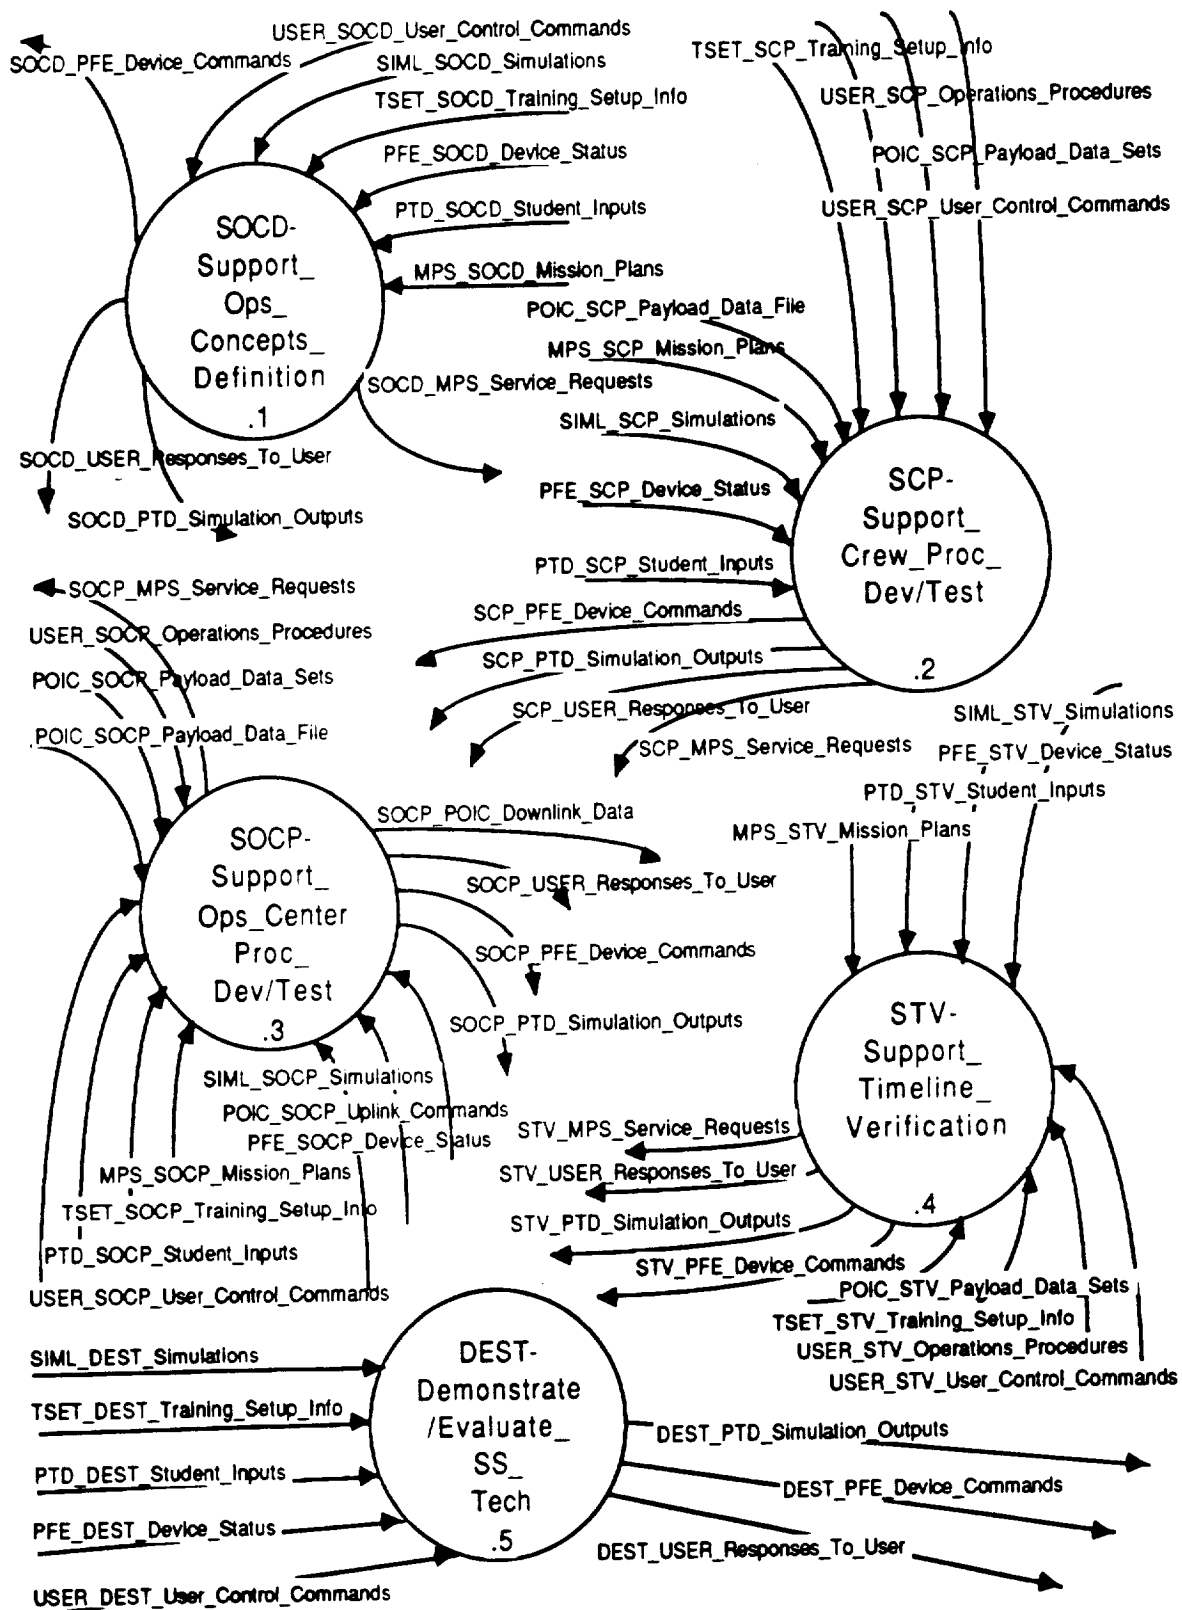 USER_SOCD_User_Control_Commands
SOCD_PFE_Device_Commands
SIML_SOCD_Simulations
TSET_SOCD_Training_Setup_Info
PFE_SOCD_Device_Status
PTD_SOCD_Student_Inputs
MPS_SOCD_Mission_Plans
SOCD-
Support_
Ops_
Concepts_
Definition
.1
SOCD_MPS_Service_Requests
SOCD_USER_Responses_To_User
SOCD_PTD_Simulation_Outputs
TSET_SCP_Training_Setup_Info
USER_SCP_Operations_Procedures
POIC_SCP_Payload_Data_Sets
USER_SCP_User_Control_Commands
POIC_SCP_Payload_Data_File
MPS_SCP_Mission_Plans
SIML_SCP_Simulations
PFE_SCP_Device_Status
PTD_SCP_Student_Inputs
SCP-
Support_
Crew_Proc_
Dev/Test
.2
SCP_PFE_Device_Commands
SCP_PTD_Simulation_Outputs
SCP_USER_Responses_To_User
SCP_MPS_Service_Requests
SOCP_MPS_Service_Requests
USER_SOCP_Operations_Procedures
POIC_SOCP_Payload_Data_Sets
POIC_SOCP_Payload_Data_File
SOCP-
Support_
Ops_Center
Proc_
Dev/Test
.3
SOCP_POIC_Downlink_Data
SOCP_USER_Responses_To_User
SOCP_PFE_Device_Commands
SOCP_PTD_Simulation_Outputs
SIML_SOCP_Simulations
POIC_SOCP_Uplink_Commands
PFE_SOCP_Device_Status
MPS_SOCP_Mission_Plans
TSET_SOCP_Training_Setup_Info
PTD_SOCP_Student_Inputs
USER_SOCP_User_Control_Commands
SIML_STV_Simulations
PFE_STV_Device_Status
PTD_STV_Student_Inputs
MPS_STV_Mission_Plans
STV-
Support_
Timeline_
Verification
.4
STV_MPS_Service_Requests
STV_USER_Responses_To_User
STV_PTD_Simulation_Outputs
STV_PFE_Device_Commands
POIC_STV_Payload_Data_Sets
TSET_STV_Training_Setup_Info
USER_STV_Operations_Procedures
USER_STV_User_Control_Commands
SIML_DEST_Simulations
TSET_DEST_Training_Setup_Info
PTD_DEST_Student_Inputs
PFE_DEST_Device_Status
USER_DEST_User_Control_Commands
DEST-
Demonstrate
/Evaluate_
SS_
Tech
.5
DEST_PTD_Simulation_Outputs
DEST_PFE_Device_Commands
DEST_USER_Responses_To_User